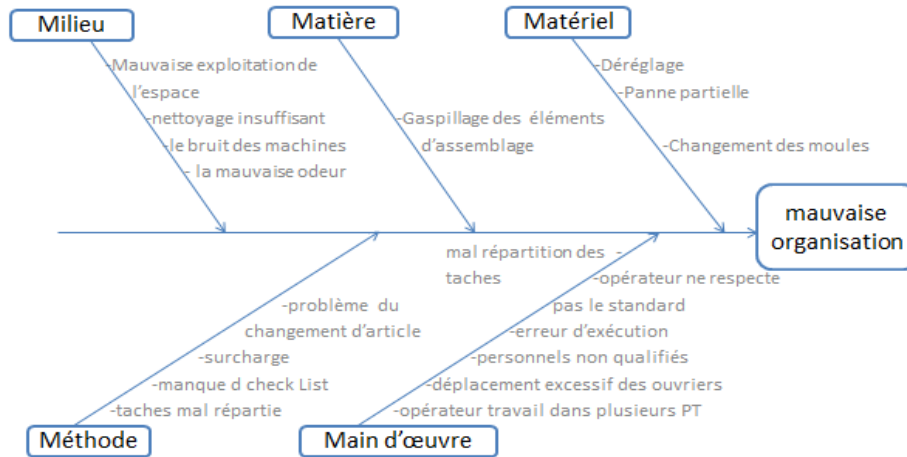 Milieu
Matière
Matériel
-Mauvaise exploitation de
l'espace
-nettoyage insuffisant
-le bruit des machines
- la mauvaise odeur
-Gaspillage des éléments
d'assemblage
-Déréglage
-Panne partielle
-Changement des moules
mauvaise
organisation
mal répartition des -
taches
-opérateur ne respecte
pas le standard
-erreur d'exécution
-personnels non qualifiés
-déplacement excessif des ouvriers
-opérateur travail dans plusieurs PT
-problème du
changement d'article
-surcharge
-manque d check List
-taches mal répartie
Méthode
Main d'œuvre